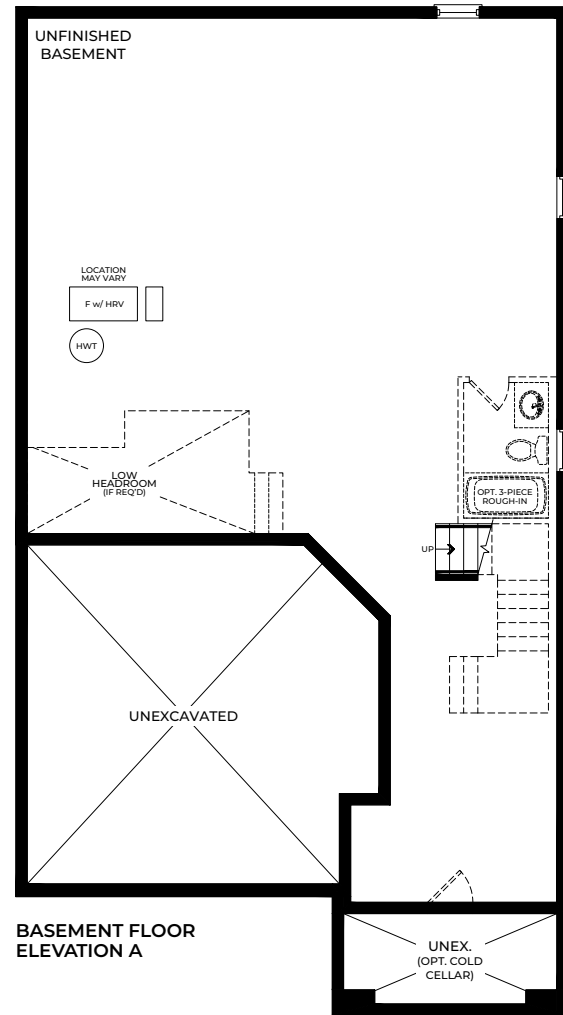 UNFINISHED
BASEMENT
LOCATION
MAY VARY
F w/ HRV
HWT
LOW
HEADROOM
(IF REQ'D)
OPT. 3-PIECE
ROUGH-IN
UP
UNEXCAVATED
BASEMENT FLOOR
ELEVATION A
UNEX.
(OPT. COLD
CELLAR)